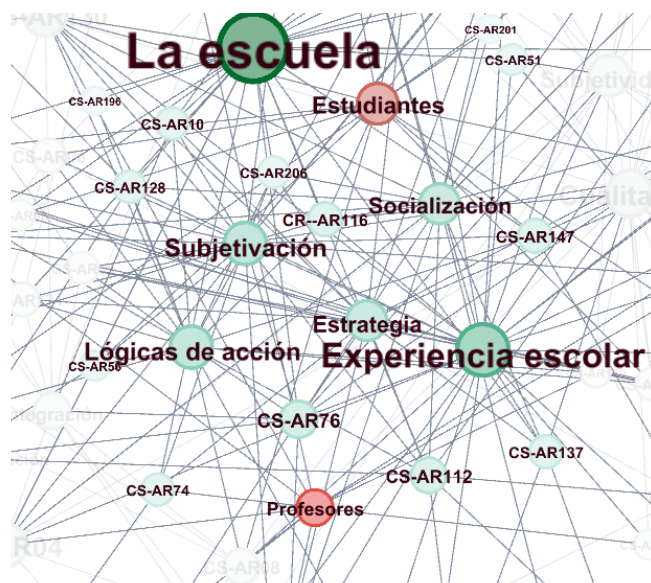 La escuela
CS-AR201
CS-AR51
CS-AR196
Estudiantes
CS-AR10
CS-AR206
CS-AR128
Socialización
CR--AR116
CS-AR147
Subjetivación
Estrategia
Lógicas de acción
Experiencia escolar
CS-AR56
CS-AR76
CS-AR137
CS-AR112
CS-AR74
Profesores